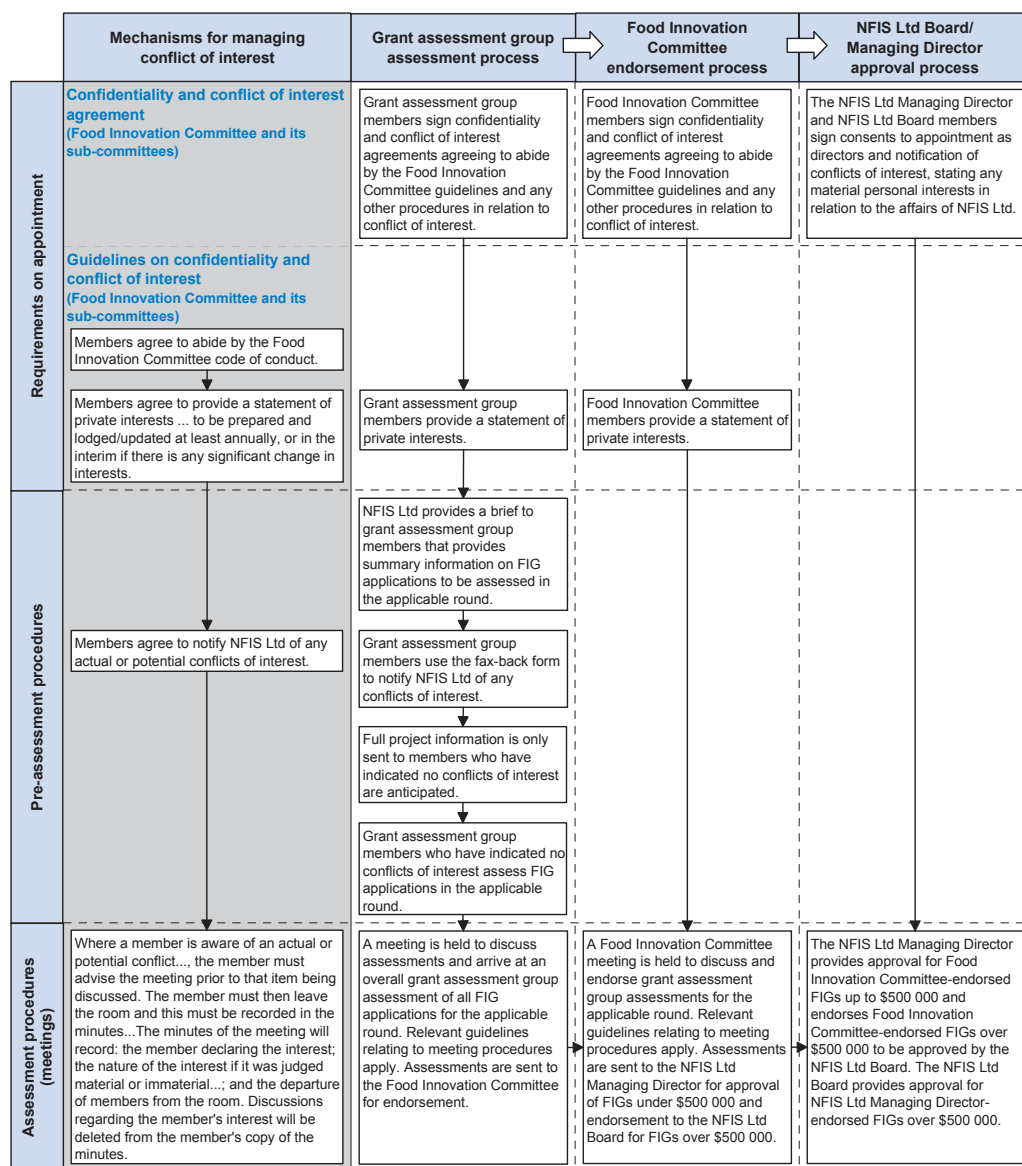 Mechanisms for managing
conflict of interest
Grant assessment group
assessment process
Food Innovation
Committee
endorsement process
NFIS Ltd Board/
Managing Director
approval process
Requirements on appointment
Confidentiality and conflict of interest
agreement
(Food Innovation Committee and its
sub-committees)
Grant assessment group
members sign confidentiality
and conflict of interest
agreements agreeing to abide
by the Food Innovation
Committee guidelines and any
other procedures in relation to
conflict of interest.
Food Innovation Committee
members sign confidentiality
and conflict of interest
agreements agreeing to abide
by the Food Innovation
Committee guidelines and any
other procedures in relation to
conflict of interest.
The NFIS Ltd Managing Director
and NFIS Ltd Board members
sign consents to appointment as
directors and notification of
conflicts of interest, stating any
material personal interests in
relation to the affairs of NFIS Ltd.
Guidelines on confidentiality and
conflict of interest
(Food Innovation Committee and its
sub-committees)
Members agree to abide by the Food
Innovation Committee code of conduct.
Members agree to provide a statement of
private interests ... to be prepared and
lodged/updated at least annually, or in the
interim if there is any significant change in
interests.
Grant assessment group
members provide a statement of
private interests.
Food Innovation Committee
members provide a statement of
private interests.
Pre-assessment procedures
NFIS Ltd provides a brief to
grant assessment group
members that provides
summary information on FIG
applications to be assessed in
the applicable round.
Members agree to notify NFIS Ltd of any
actual or potential conflicts of interest.
Grant assessment group
members use the fax-back form
to notify NFIS Ltd of any
conflicts of interest.
Full project information is only
sent to members who have
indicated no conflicts of interest
are anticipated.
Grant assessment group
members who have indicated no
conflicts of interest assess FIG
applications in the applicable
round.
Assessment procedures
(meetings)
Where a member is aware of an actual or
potential conflict..., the member must
advise the meeting prior to that item being
discussed. The member must then leave
the room and this must be recorded in the
minutes...The minutes of the meeting will
record: the member declaring the interest;
the nature of the interest if it was judged
material or immaterial...; and the departure
of members from the room. Discussions
regarding the member's interest will be
deleted from the member's copy of the
minutes.
A meeting is held to discuss
assessments and arrive at an
overall grant assessment group
assessment of all FIG
applications for the applicable
round. Relevant guidelines
relating to meeting procedures
apply. Assessments are sent to
the Food Innovation Committee
for endorsement.
A Food Innovation Committee
meeting is held to discuss and
endorse grant assessment
group assessments for the
applicable round. Relevant
guidelines relating to meeting
procedures apply. Assessments
are sent to the NFIS Ltd
Managing Director for approval
of FIGs under $500 000 and
endorsement to the NFIS Ltd
Board for FIGs over $500 000.
The NFIS Ltd Managing Director
provides approval for Food
Innovation Committee-endorsed
FIGs up to $500 000 and
endorses Food Innovation
Committee-endorsed FIGs over
$500 000 to be approved by the
NFIS Ltd Board. The NFIS Ltd
Board provides approval for
NFIS Ltd Managing Director-
endorsed FIGs over $500 000.